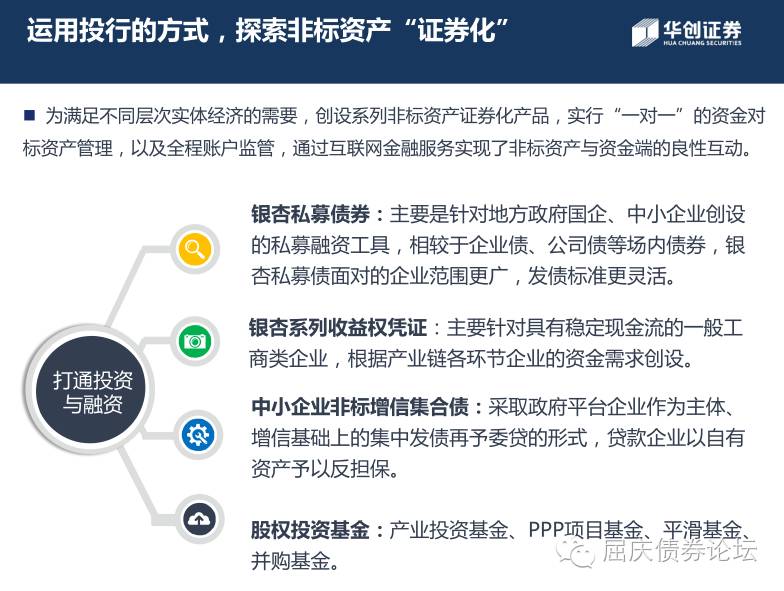 运用投行的方式，探索非标资产“证券化”
华创证券
HUA CHUANG SECURITIES
■ 为满足不同层次实体经济的需要，创设系列非标资产证券化产品，实行“一对一”的资金对
标资产管理，以及全程账户监管，通过互联网金融服务实现了非标资产与资金端的良性互动。
打通投资
与融资
银杏私募债券：主要是针对地方政府国企、中小企业创设
的私募融资工具，相较于企业债、公司债等场内债券，银
杏私募债面对的企业范围更广，发债标准更灵活。
银杏系列收益权凭证：主要针对具有稳定现金流的一般工
商类企业，根据产业链各环节企业的资金需求创设。
中小企业非标增信集合债：采取政府平台企业作为主体、
增信基础上的集中发债再予委贷的形式，贷款企业以自有
资产予以反担保。
股权投资基金：产业投资基金、PPP项目基金、平滑基金、
并购基金。
屈庆债券论坛